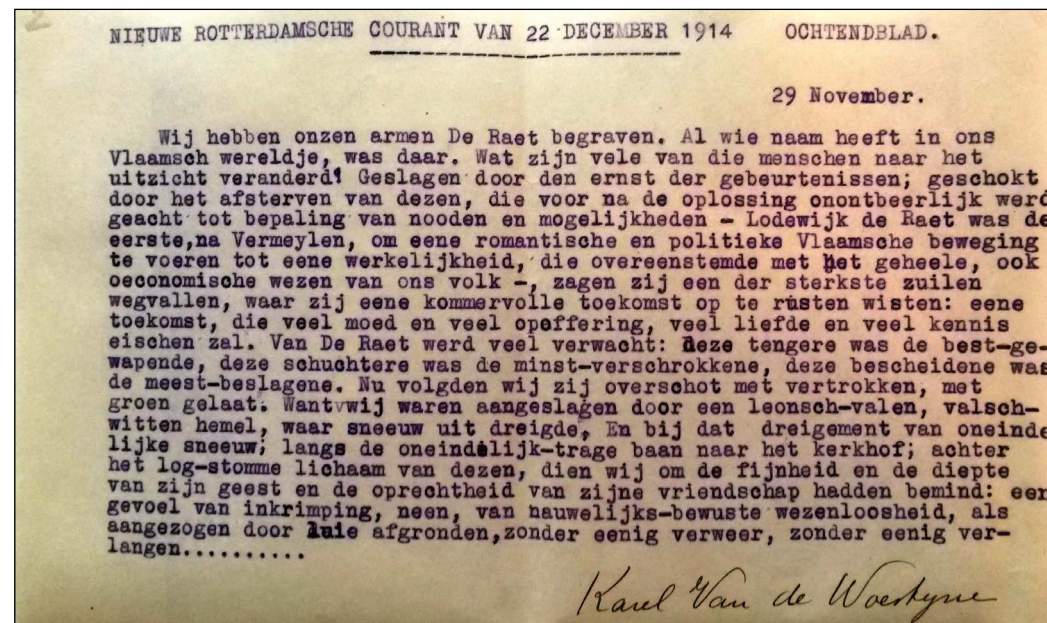 2
NIEUWE ROTTERDAMSCHE COURANT VAN 22 DECEMBER 1914 OCHTENDBLAD.
29 November.
Wij hebben onzen armen De Raet begraven. Al wie naam heeft in ons
Vlaamsch wereldje, was daar. Wat zijn vele van die menschen naar het
uitzicht veranderd! Geslagen door den ernst der gebeurtenissen; geschokt
door het afsterven van dezen, die voor na de oplossing onontbeerlijk werd
geacht tot bepaling van nooden en mogelijkheden - Lodewijk de Raet was de
eerste,na Vermeylen, om eene romantische en politieke Vlaamsche beweging
te voeren tot eene werkelijkheid, die overeenstemde met het geheele, ook
oeconomische wezen van ons volk -, zagen zij een der sterkste zuilen
wegvallen, waar zij eene kommervolle toekomst op te rusten wisten: eene
toekomst, die veel moed en veel opoffering, veel liefde en veel kennis
eischen zal. Van De Raet werd veel verwacht: deze tengere was de best-ge-
wapende, deze schuchtere was de minst-verschrokkene, deze bescheidene was
de meest-beslagene. Nu volgden wij zij overschot met vertrokken, met
groen gelaat. Want wij waren aangeslagen door een leonsch-valen, valsch-
witten hemel, waar sneeuw uit dreigde, En bij dat dreigement van oneinde
lijke sneeuw; langs de oneindelijk-trage baan naar het kerkhof; achter
het log-stomme lichaam van dezen, dien wij om de fijnheid en de diepte
van zijn geest en de oprechtheid van zijne vriendschap hadden bemind: een
gevoel van inkrimping, neen, van nauwelijks-bewuste wezenloosheid, als
aangezogen door luie afgronden,zonder eenig verweer, zonder eenig ver-
langen..........
Karel Van de Woestyne